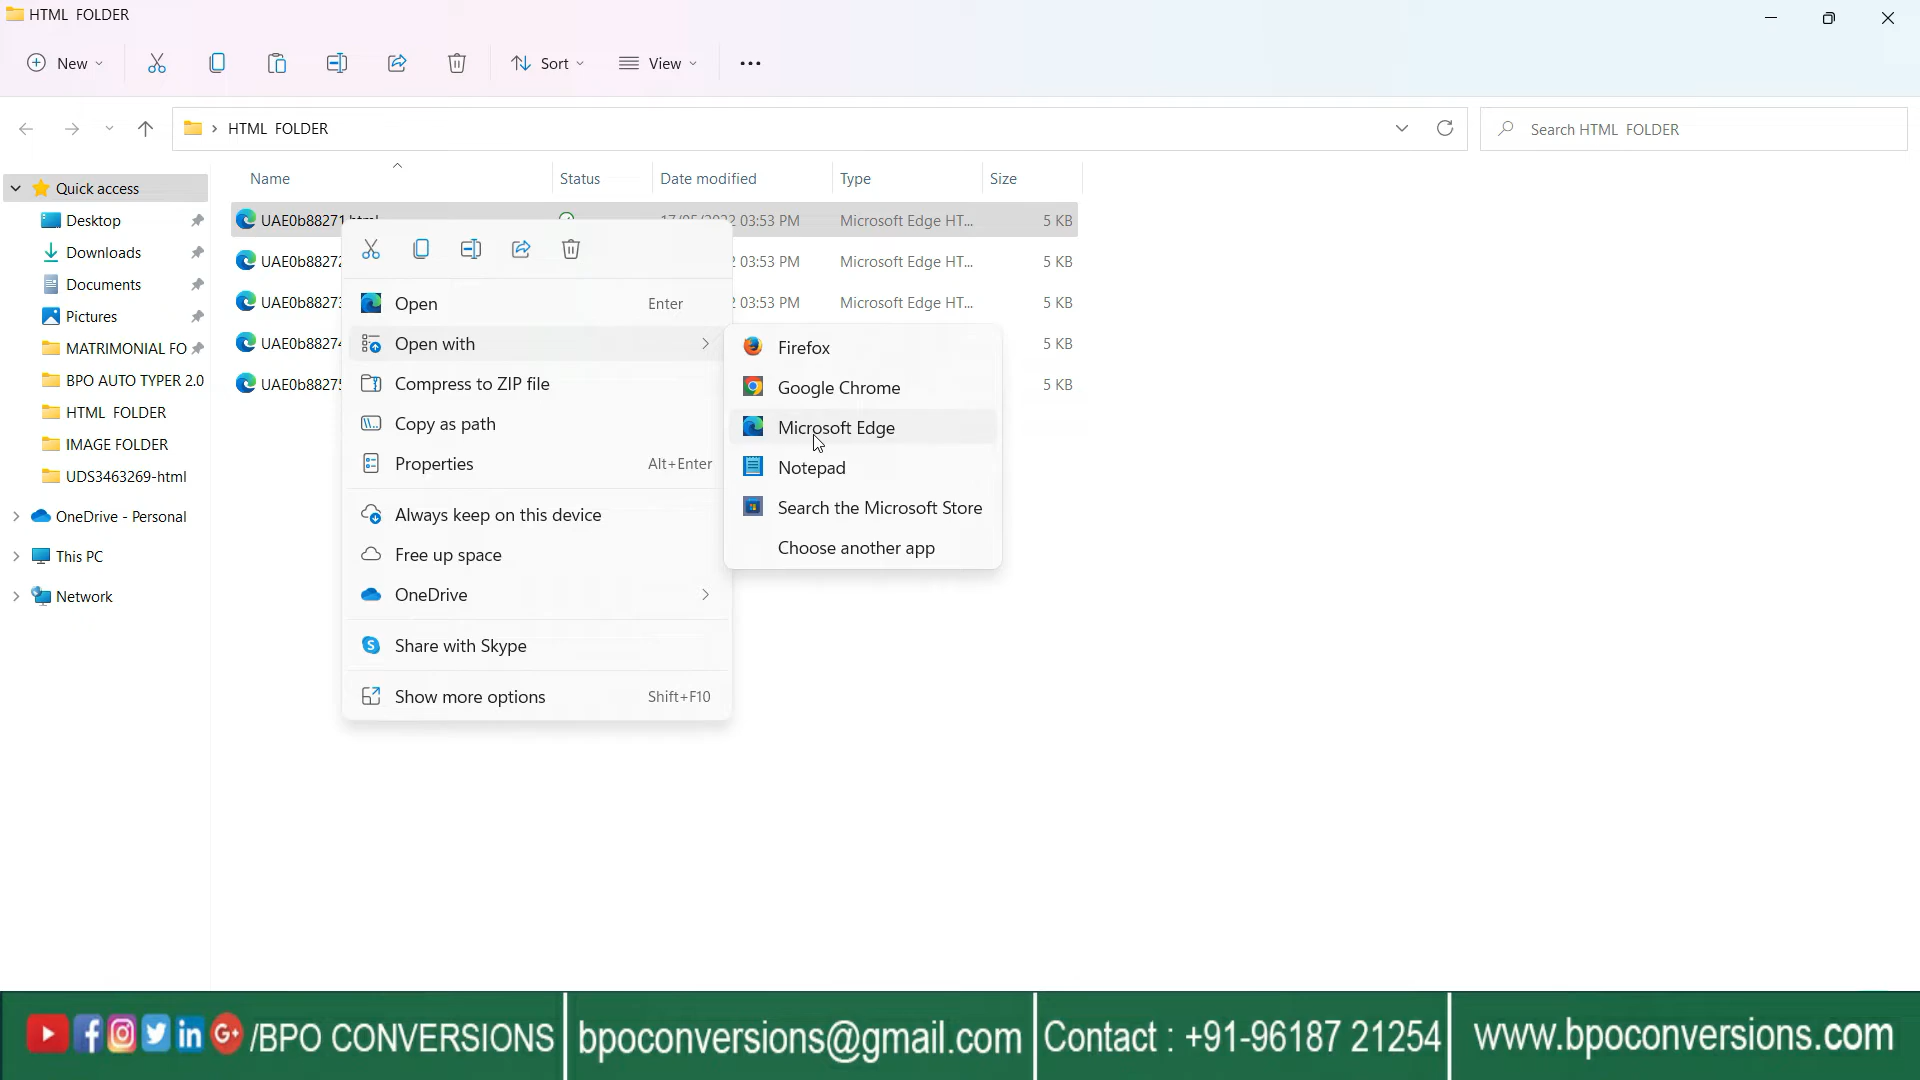 HTML FOLDER
New
Sort
View
HTML FOLDER
Search HTML FOLDER
Name Status Date modified Type Size
Quick access
Desktop
Downloads
Documents
Pictures
MATRIMONIAL FO
BPO AUTO TYPER 2.0
HTML FOLDER
IMAGE FOLDER
UDS3463269-html
OneDrive - Personal
This PC
Network
UAE0b88271.html 17/05/2022 03:53 PM Microsoft Edge HT... 5 KB
UAE0b88272 2 03:53 PM Microsoft Edge HT... 5 KB
UAE0b88273 2 03:53 PM Microsoft Edge HT... 5 KB
UAE0b88274 5 KB
UAE0b88275 5 KB
Open Enter
Open with
Compress to ZIP file
Copy as path
Properties Alt+Enter
Always keep on this device
Free up space
OneDrive
Share with Skype
Show more options Shift+F10
Firefox
Google Chrome
Microsoft Edge
Notepad
Search the Microsoft Store
Choose another app
/BPO CONVERSIONS bpoconversions@gmail.com Contact : +91-96187 21254 www.bpoconversions.com